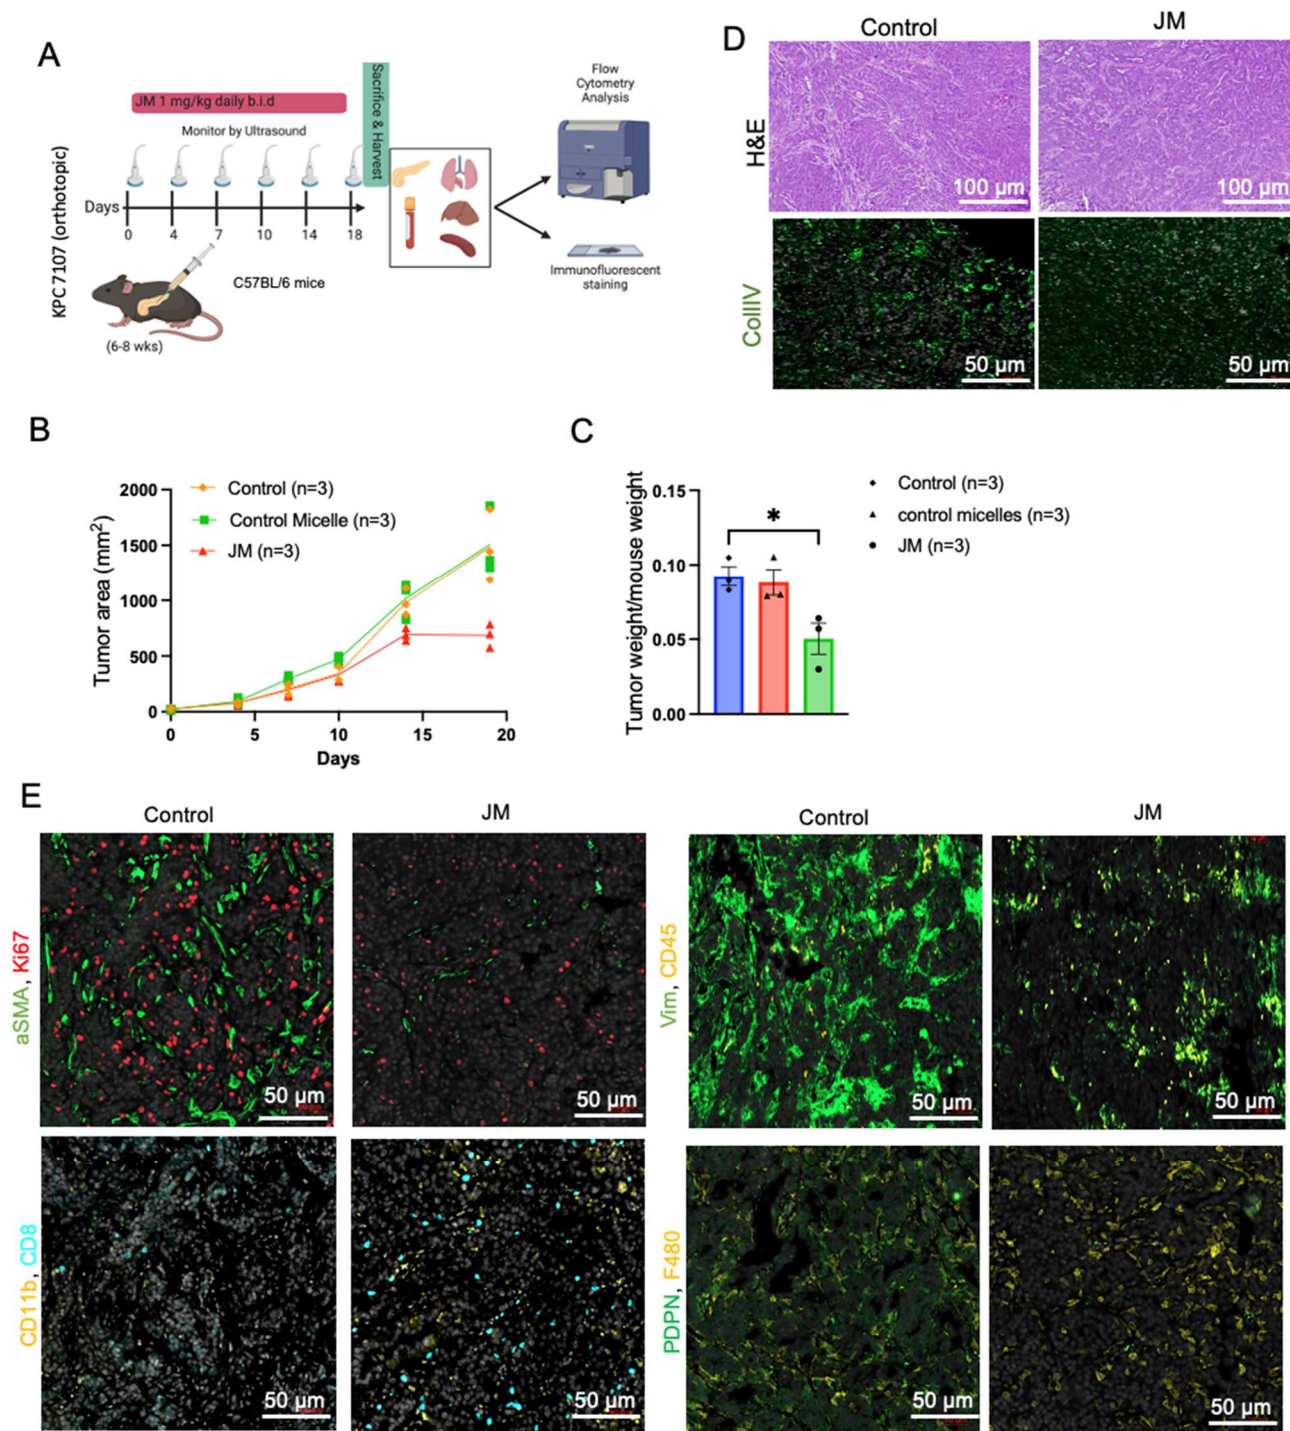 A
KPC 7107 (orthotopic)
JM 1 mg/kg daily b.i.d
Monitor by Ultrasound
Days
0 4 7 10 14 18
Sacrifice & Harvest
C57BL/6 mice
(6-8 wks)
Flow
Cytometry
Analysis
Immunofluorescent
staining
D
Control JM
H&E
100 µm 100 µm
CollIV
50 µm 50 µm
B
Tumor area (mm²)
2000
1500
1000
500
0
0 5 10 15 20
Days
Control (n=3)
Control Micelle (n=3)
JM (n=3)
C
Tumor weight/mouse weight
0.15
0.10
0.05
0.00
*
Control (n=3)
control micelles (n=3)
JM (n=3)
E
Control JM Control JM
aSMA, Ki67
50 µm 50 µm
Vim, CD45
50 µm 50 µm
CD11b, CD8
50 µm 50 µm
PDPN, F480
50 µm 50 µm